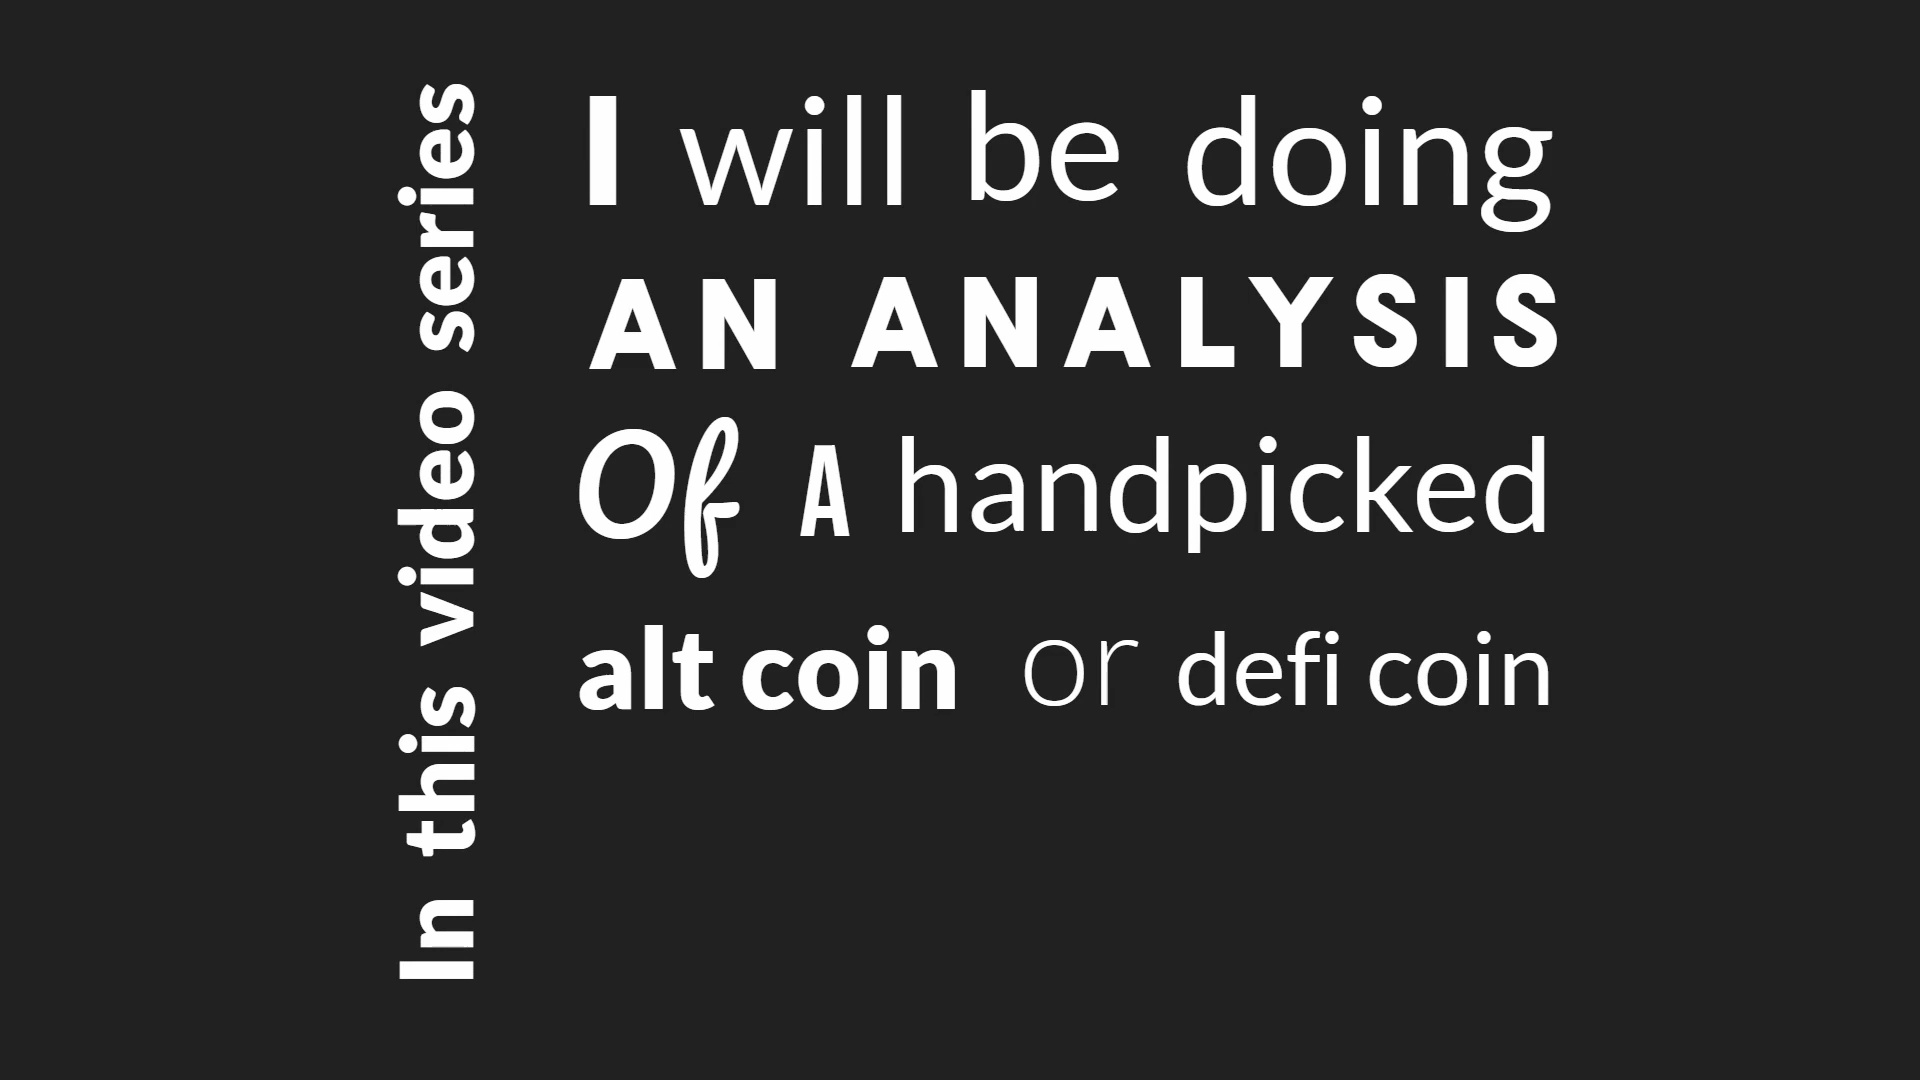 In this video series
I will be doing
AN ANALYSIS
Of A handpicked
alt coin or defi coin